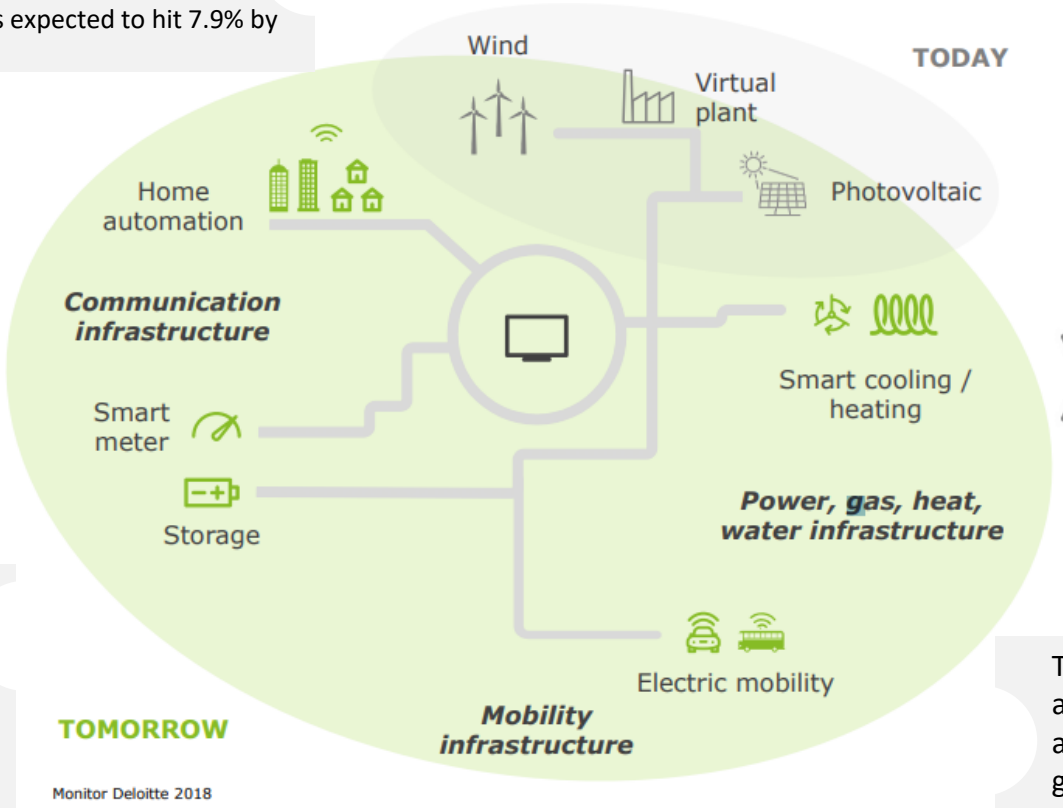 s expected to hit 7.9% by
Wind
TODAY
Virtual
plant
Home
automation
Photovoltaic
Communication
infrastructure
Smart cooling /
heating
Smart
meter
Power, gas, heat,
water infrastructure
Storage
Electric mobility
Mobility
infrastructure
TOMORROW
Monitor Deloitte 2018
T
a
a
g